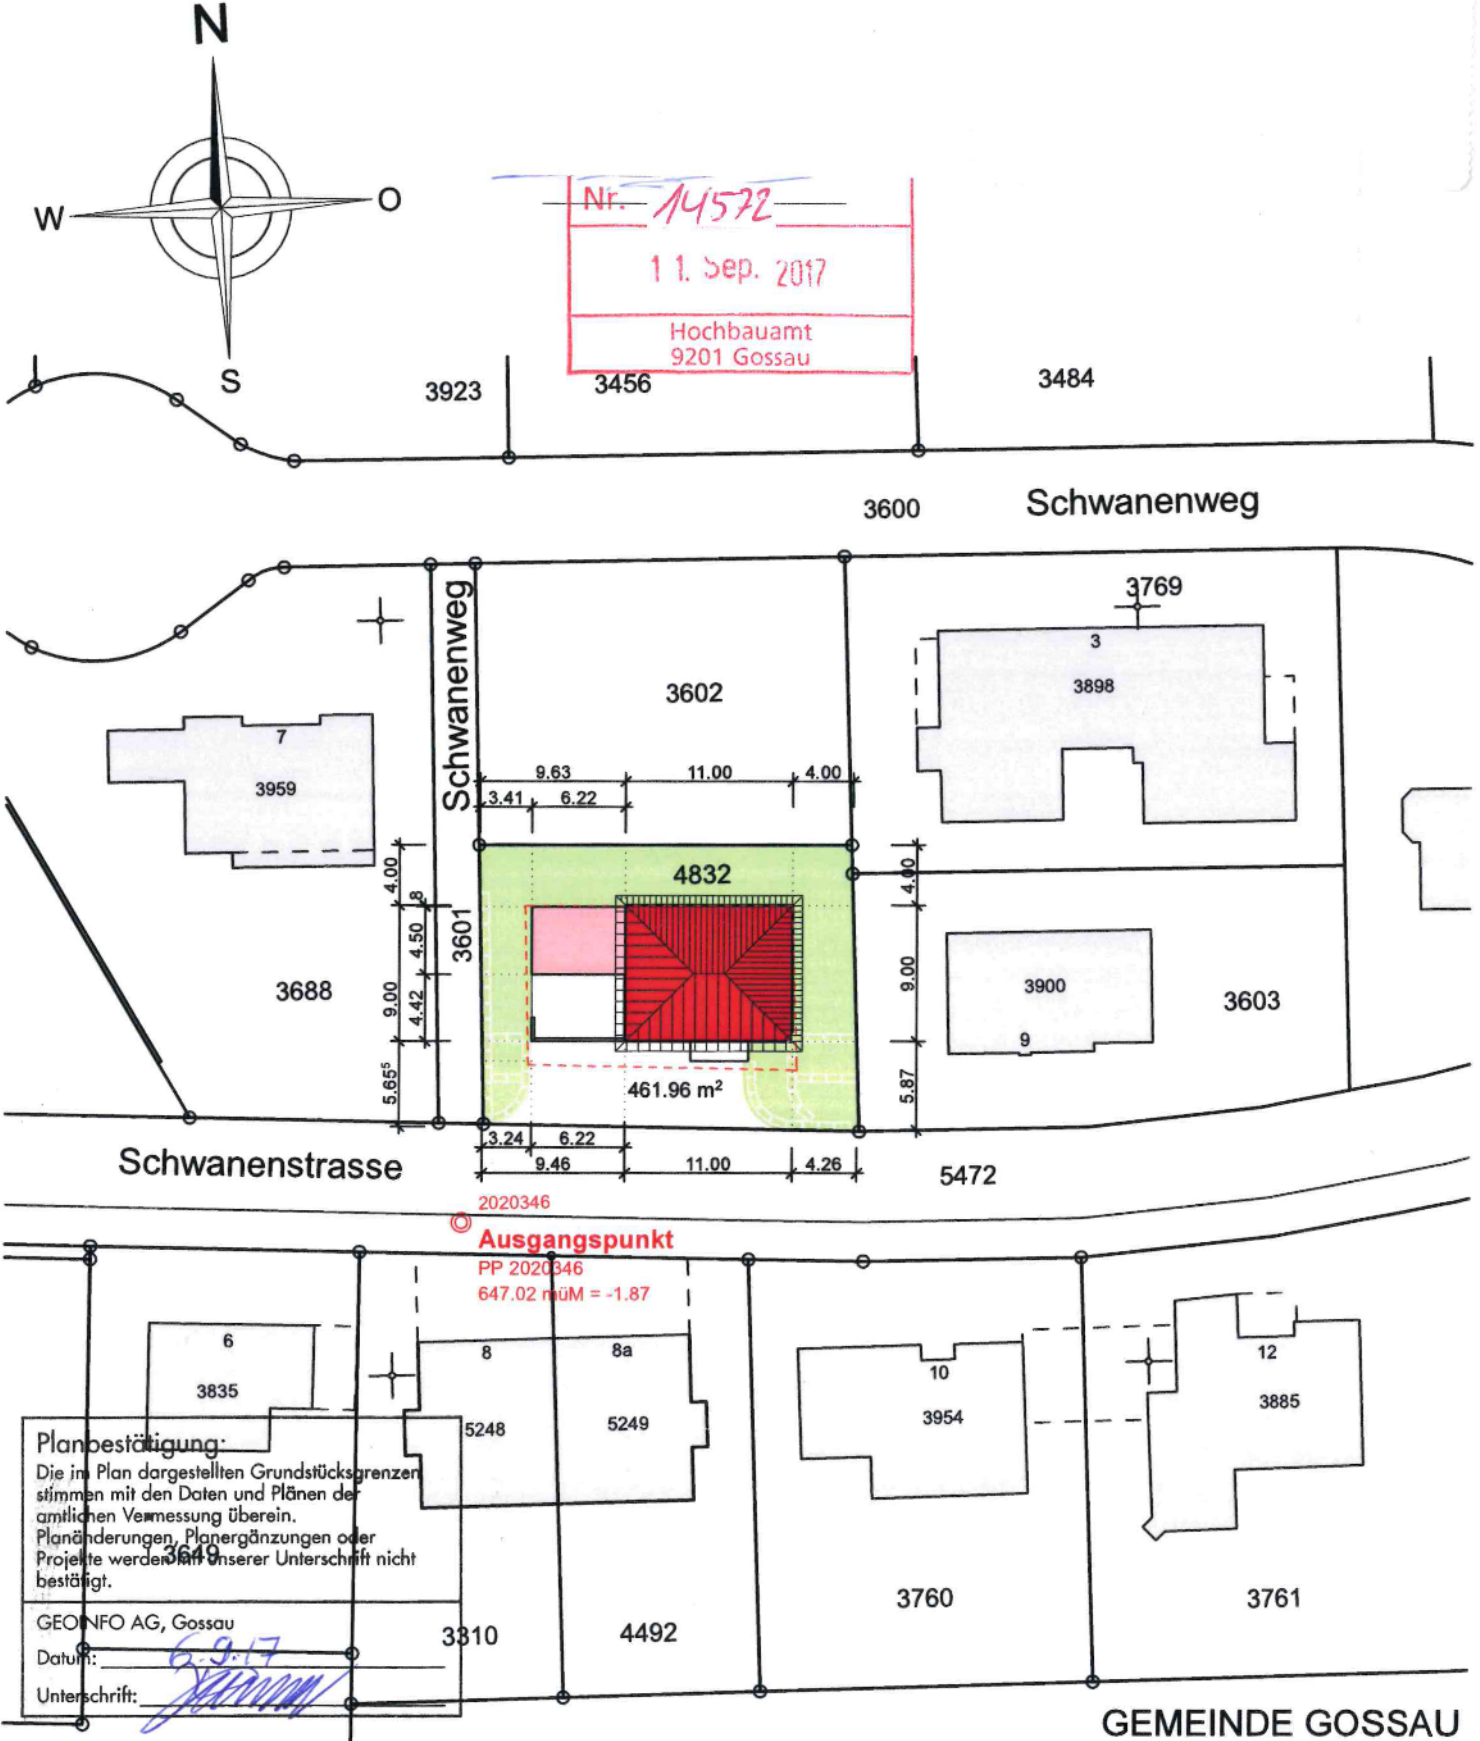 N
W
O
S
Nr. 14572
11. Sep. 2017
Hochbauamt
9201 Gossau
3923
3456
3484
3600
Schwanenweg
Schwanenweg
3769
3
3898
3602
7
3959
9.63
11.00
4.00
3.41
6.22
4832
4.00
8
4.50
4.42
9.00
5.65⁵
3601
4.00
9.00
5.87
3688
3900
9
3603
461.96 m²
3.24
6.22
9.46
11.00
4.26
Schwanenstrasse
5472
2020346
Ausgangspunkt
PP 2020346
647.02 müM = -1.87
6
3835
8
8a
5248
5249
10
3954
12
3885
Planbestätigung:
Die im Plan dargestellten Grundstücksgrenzen
stimmen mit den Daten und Plänen der
amtlichen Vermessung überein.
Planänderungen, Planergänzungen oder
Projekte werden mit unserer Unterschrift nicht
bestätigt.
3649
GEOINFO AG, Gossau
Datum: 6.9.17
Unterschrift:
3310
4492
3760
3761
GEMEINDE GOSSAU